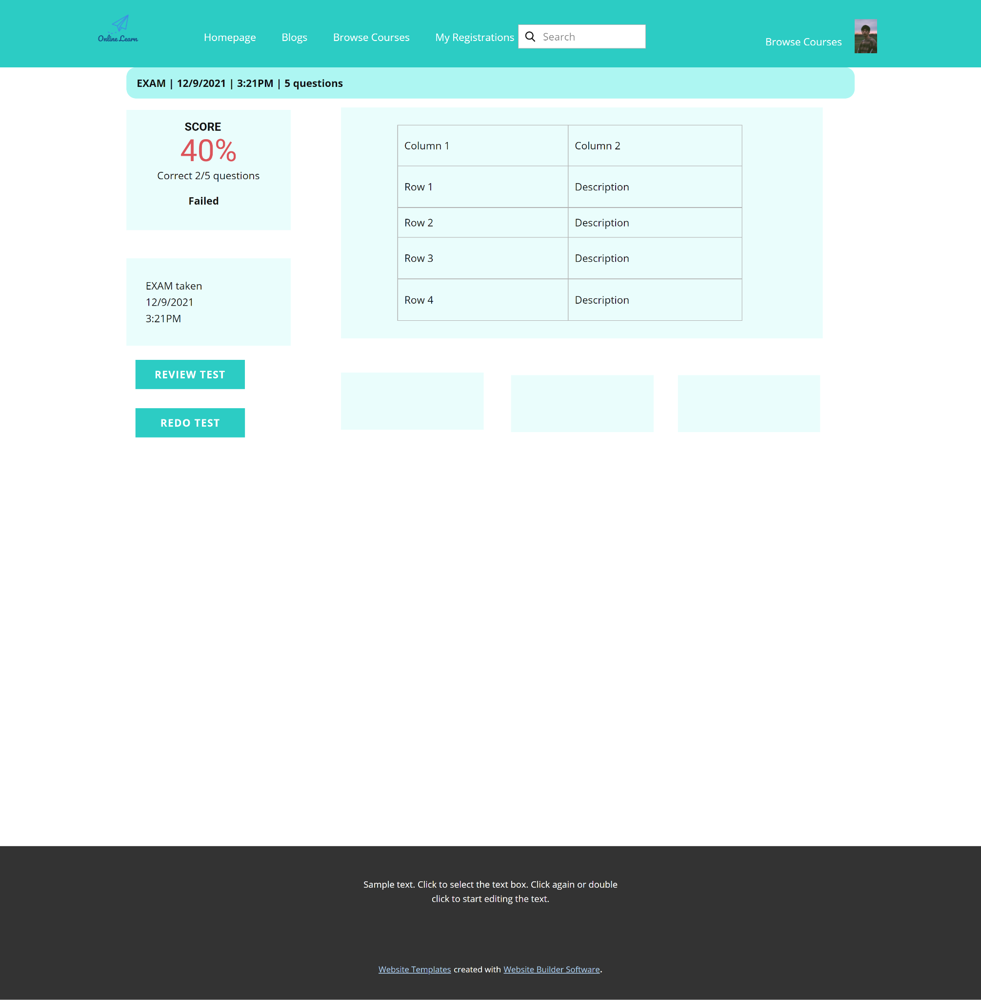 Online Learn
Homepage
Blogs
Browse Courses
My Registrations
Search
Browse Courses
EXAM | 12/9/2021 | 3:21PM | 5 questions
SCORE
40%
Correct 2/5 questions
Failed
Column 1
Column 2
Row 1
Description
Row 2
Description
Row 3
Description
Row 4
Description
EXAM taken
12/9/2021
3:21PM
REVIEW TEST
REDO TEST
Sample text. Click to select the text box. Click again or double
click to start editing the text.
Website Templates created with Website Builder Software.